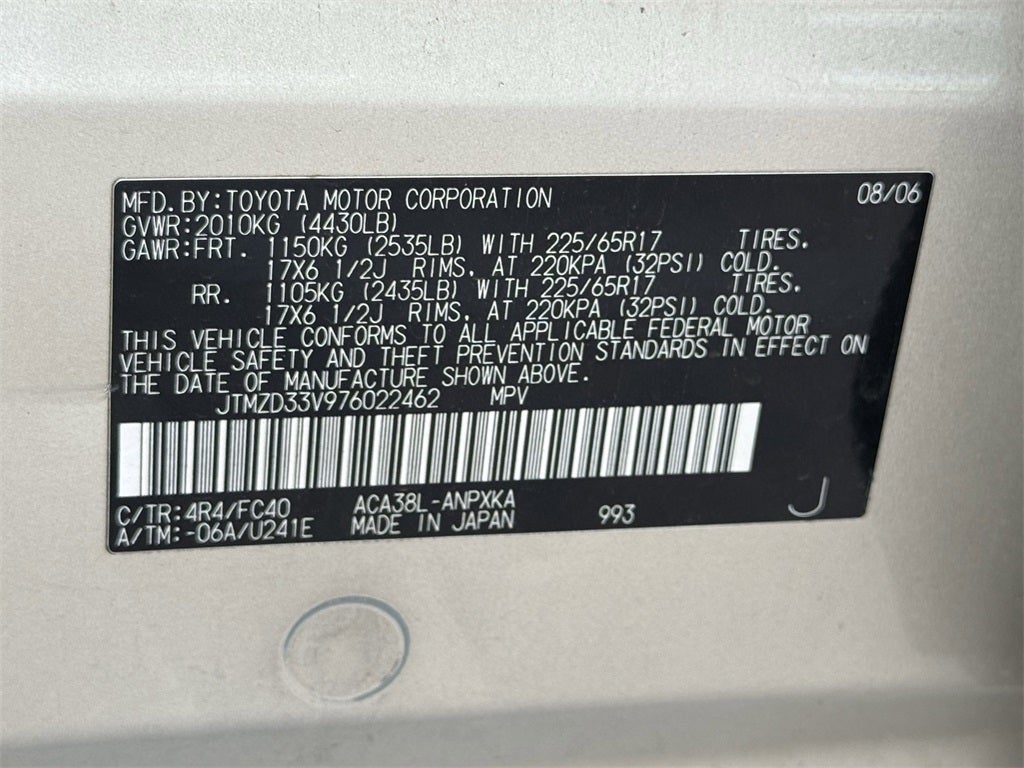 MFD. BY: TOYOTA MOTOR CORPORATION 08/06
GVWR: 2010KG (4430LB)
GAWR: FRT. 1150KG (2535LB) WITH 225/65R17 TIRES.
17X6 1/2J RIMS, AT 220KPA (32PSI) COLD.
RR. 1105KG (2435LB) WITH 225/65R17 TIRES.
17X6 1/2J RIMS, AT 220KPA (32PSI) COLD.
THIS VEHICLE CONFORMS TO ALL APPLICABLE FEDERAL MOTOR
VEHICLE SAFETY AND THEFT PREVENTION STANDARDS IN EFFECT ON
THE DATE OF MANUFACTURE SHOWN ABOVE.
JTMZD33V976022462 MPV
C/TR: 4R4/FC40 ACA38L-ANPXKA
A/TM: -06A/U241E MADE IN JAPAN 993 J